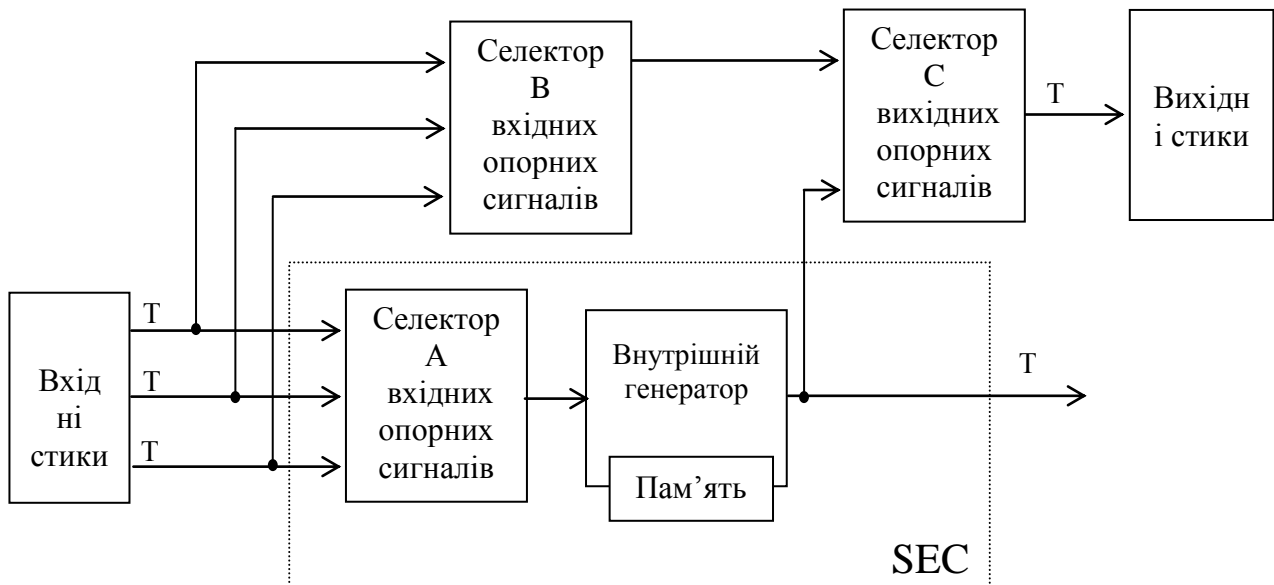 Селектор
В
вхідних
опорних
сигналів
Селектор
С
вихідних
опорних
сигналів
Т
Вихідн
і стики
Вхід
ні
стики
Т
Т
Т
Селектор
А
вхідних
опорних
сигналів
Внутрішній
генератор
Пам’ять
Т
SEC